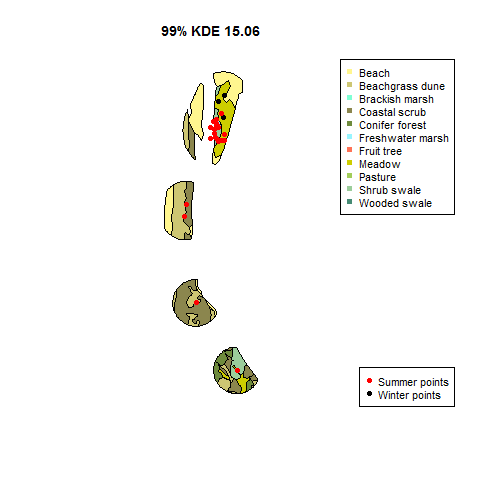 99% KDE 15.06
Beach
Beachgrass dune
Brackish marsh
Coastal scrub
Conifer forest
Freshwater marsh
Fruit tree
Meadow
Pasture
Shrub swale
Wooded swale
Summer points
Winter points